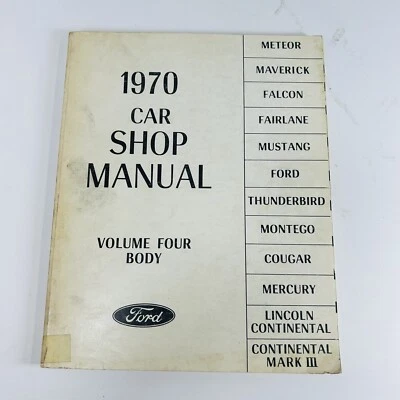 1970
CAR
SHOP
MANUAL
VOLUME FOUR
BODY
Ford
METEOR
MAVERICK
FALCON
FAIRLANE
MUSTANG
FORD
THUNDERBIRD
MONTEGO
COUGAR
MERCURY
LINCOLN
CONTINENTAL
CONTINENTAL
MARK III